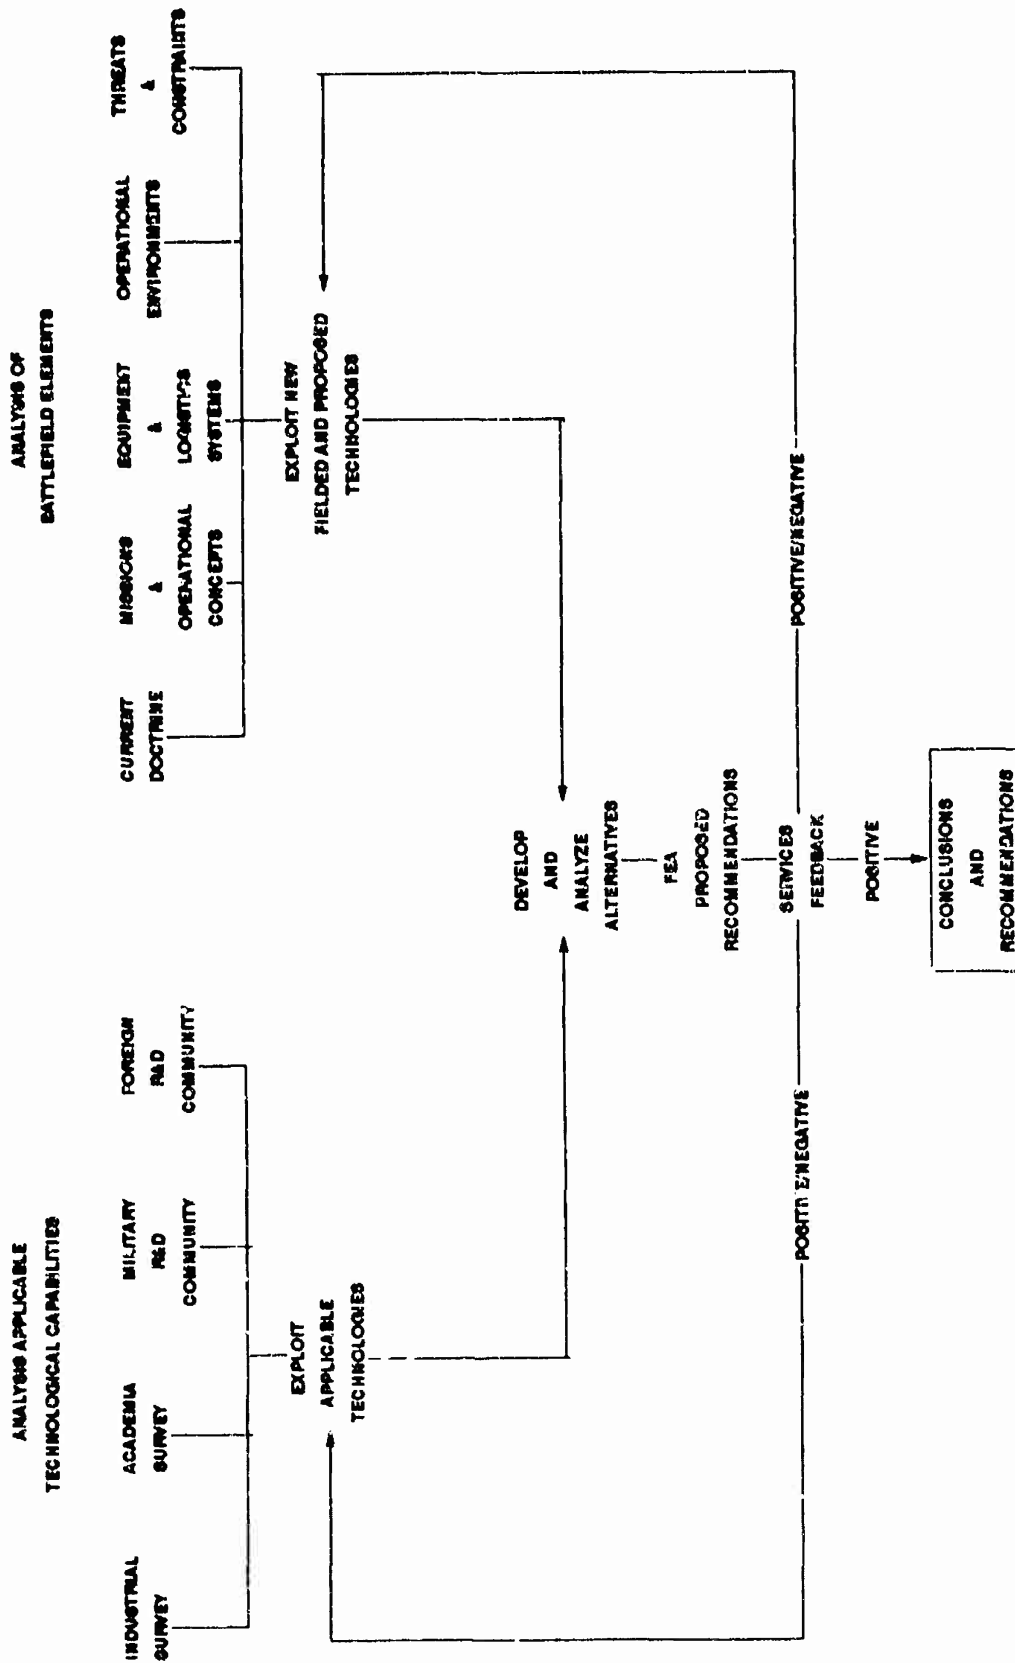 ANALYSIS APPLICABLE
TECHNOLOGICAL CAPABILITIES
ANALYSIS OF
BATTLEFIELD ELEMENTS
INDUSTRIAL
SURVEY
ACADEMIA
SURVEY
MILITARY
R&D
COMMUNITY
FOREIGN
R&D
COMMUNITY
CURRENT
DOCTRINE
MISSIONS
&
OPERATIONAL
CONCEPTS
EQUIPMENT
&
LOGISTICS
SYSTEMS
OPERATIONAL
ENVIRONMENTS
THREATS
&
CONSTRAINTS
EXPLOIT
APPLICABLE
TECHNOLOGIES
EXPLOIT NEW
FIELDED AND PROPOSED
TECHNOLOGIES
DEVELOP
AND
ANALYZE
ALTERNATIVES
FEA
PROPOSED
RECOMMENDATIONS
SERVICES
FEEDBACK
POSITIVE/NEGATIVE
POSITIVE/NEGATIVE
POSITIVE
CONCLUSIONS
AND
RECOMMENDATIONS